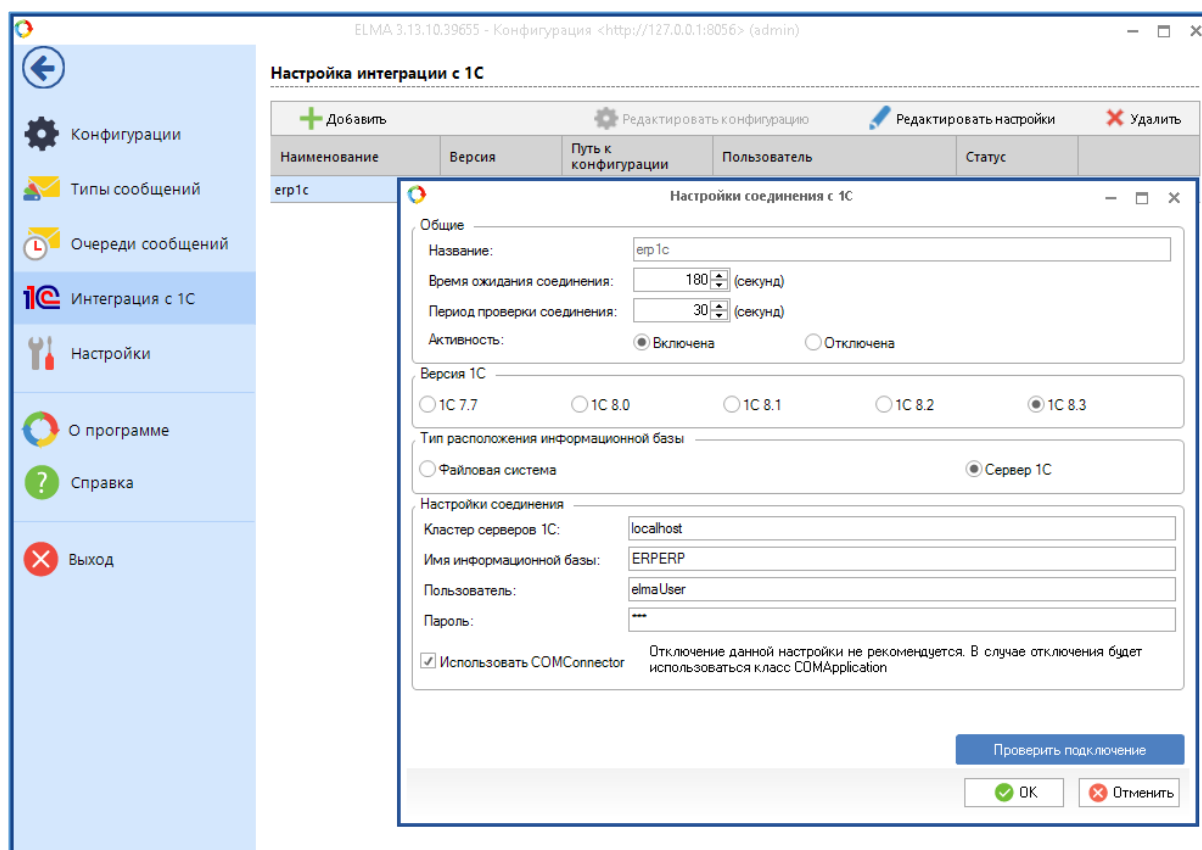 ELMA 3.13.10.39655 - Конфигурация <http://127.0.0.1:8056> (admin)
Настройка интеграции с 1С
Добавить
Редактировать конфигурацию
Редактировать настройки
Удалить
Наименование
Версия
Путь к конфигурации
Пользователь
Статус
erp1c
Конфигурации
Типы сообщений
Очереди сообщений
1С Интеграция с 1С
Настройки
О программе
? Справка
Выход
Настройки соединения с 1С
Общие
Название: erp1c
Время ожидания соединения: 180 (секунд)
Период проверки соединения: 30 (секунд)
Активность: Включена Отключена
Версия 1С
1С 7.7 1С 8.0 1С 8.1 1С 8.2 1С 8.3
Тип расположения информационной базы
Файловая система Сервер 1С
Настройки соединения
Кластер серверов 1С: localhost
Имя информационной базы: ERPERP
Пользователь: elmaUser
Пароль: ***
Использовать COMConnector
Отключение данной настройки не рекомендуется. В случае отключения будет
использоваться класс COMApplication
Проверить подключение
ОК
Отменить